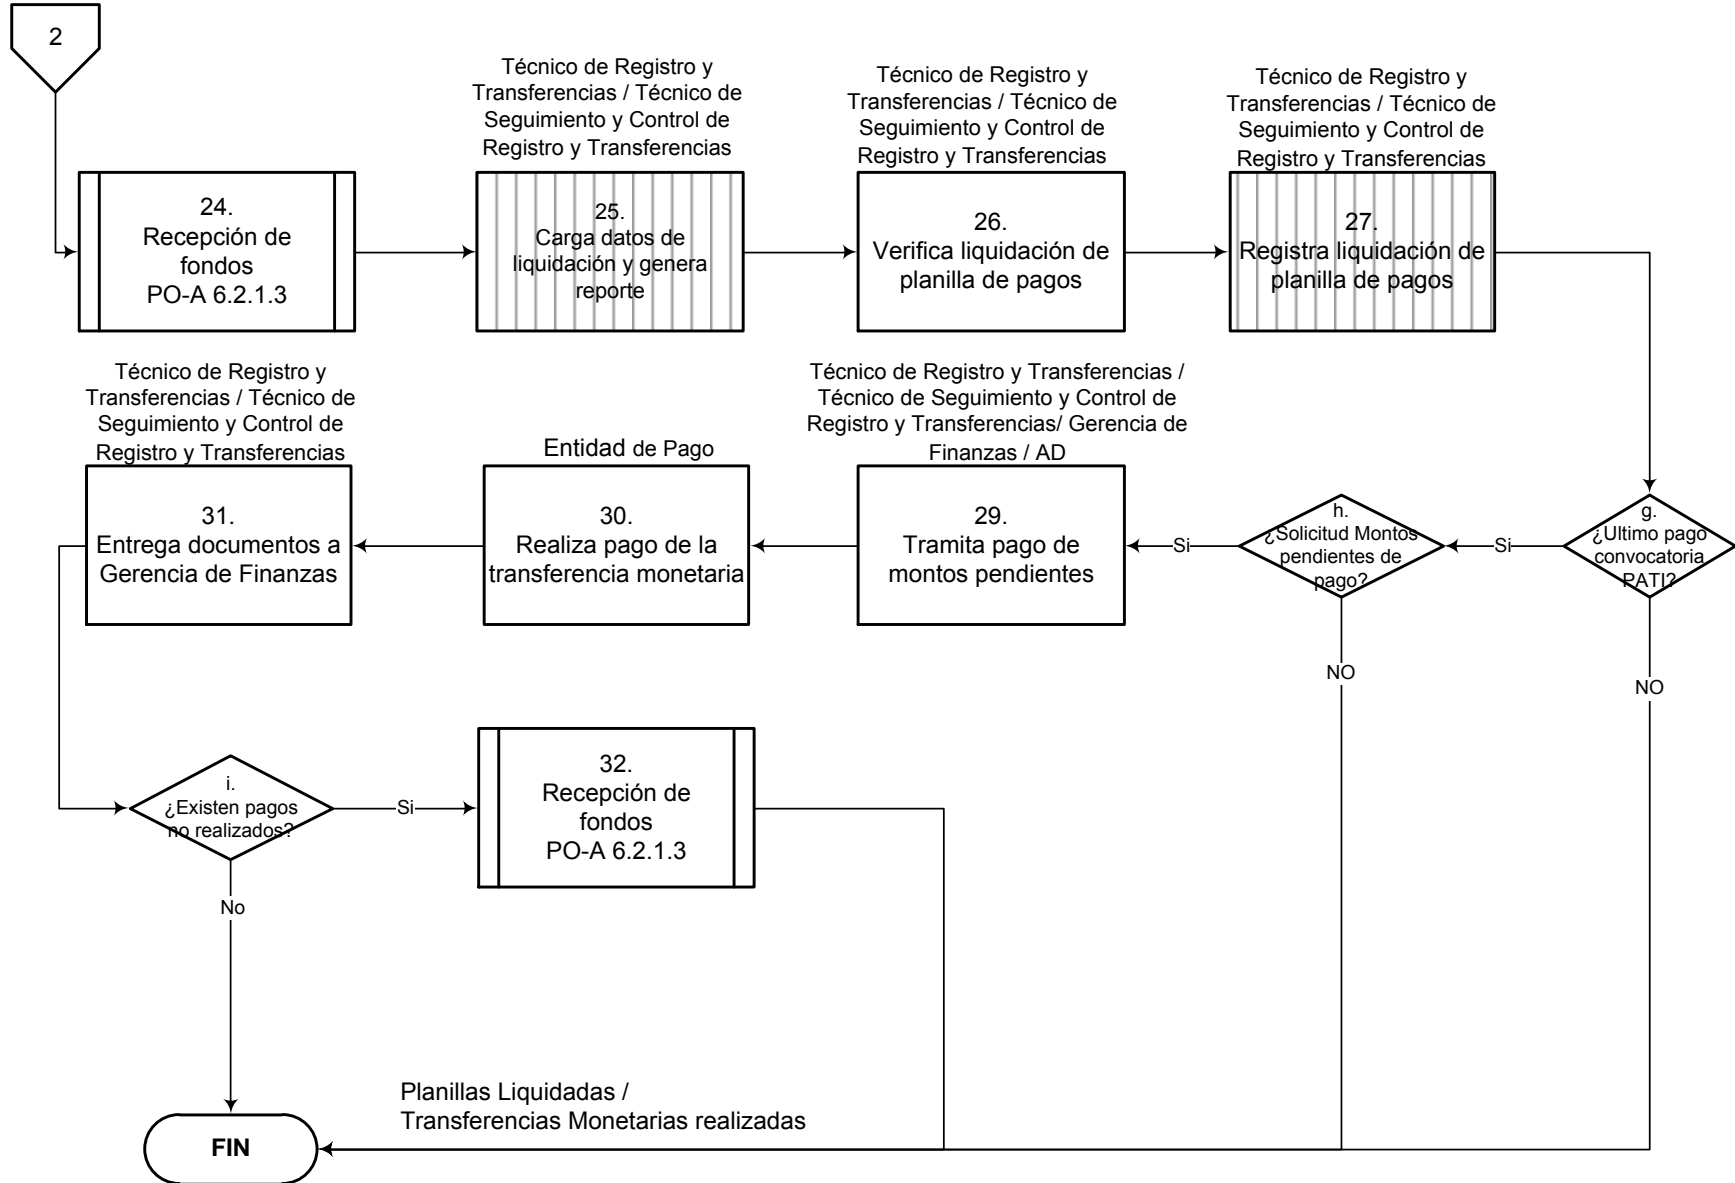 2
Técnico de Registro y
Transferencias / Técnico de
Seguimiento y Control de
Registro y Transferencias
Técnico de Registro y
Transferencias / Técnico de
Seguimiento y Control de
Registro y Transferencias
Técnico de Registro y
Transferencias / Técnico de
Seguimiento y Control de
Registro y Transferencias
24.
Recepción de
fondos
PO-A 6.2.1.3
25.
Carga datos de
liquidación y genera
reporte
26.
Verifica liquidación de
planilla de pagos
27.
Registra liquidación de
planilla de pagos
Técnico de Registro y
Transferencias / Técnico de
Seguimiento y Control de
Registro y Transferencias
Entidad de Pago
Técnico de Registro y Transferencias /
Técnico de Seguimiento y Control de
Registro y Transferencias/ Gerencia de
Finanzas / AD
g.
¿Ultimo pago
convocatoria
PATI?
Si
NO
h.
¿Solicitud Montos
pendientes de
pago?
Si
NO
29.
Tramita pago de
montos pendientes
30.
Realiza pago de la
transferencia monetaria
31.
Entrega documentos a
Gerencia de Finanzas
i.
¿Existen pagos
no realizados?
Si
No
32.
Recepción de
fondos
PO-A 6.2.1.3
Planillas Liquidadas /
Transferencias Monetarias realizadas
FIN